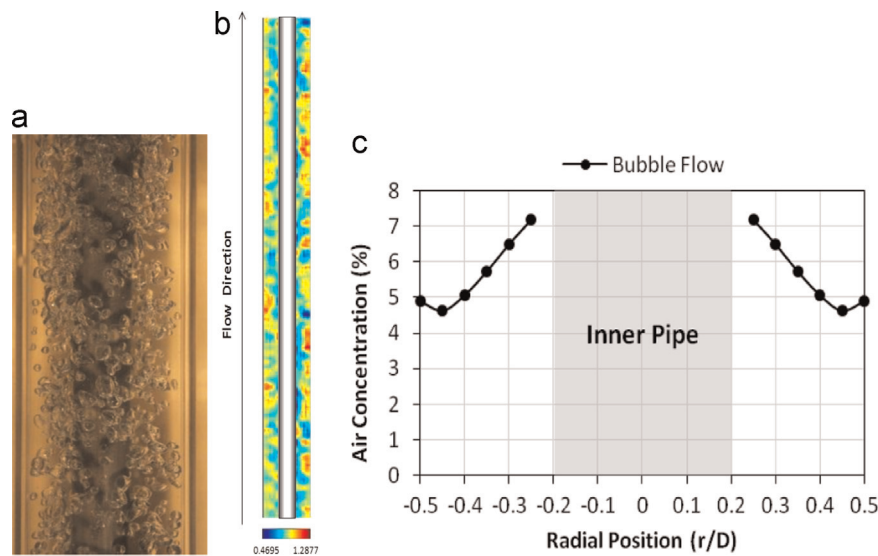 a
b
Flow Direction
0.4695 1.2877
c
Bubble Flow
Air Concentration (%)
8
7
6
5
4
3
2
1
0
Inner Pipe
-0.5 -0.4 -0.3 -0.2 -0.1 0 0.1 0.2 0.3 0.4 0.5
Radial Position (r/D)